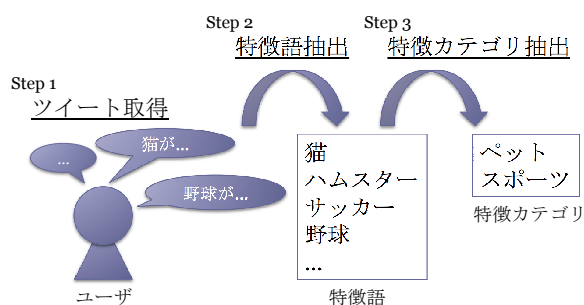 Step 1
ツイート取得
...
猫が...
野球が...
ユーザ
Step 2
特徴語抽出
猫
ハムスター
サッカー
野球
...
特徴語
Step 3
特徴カテゴリ抽出
ペット
スポーツ
特徴カテゴリ